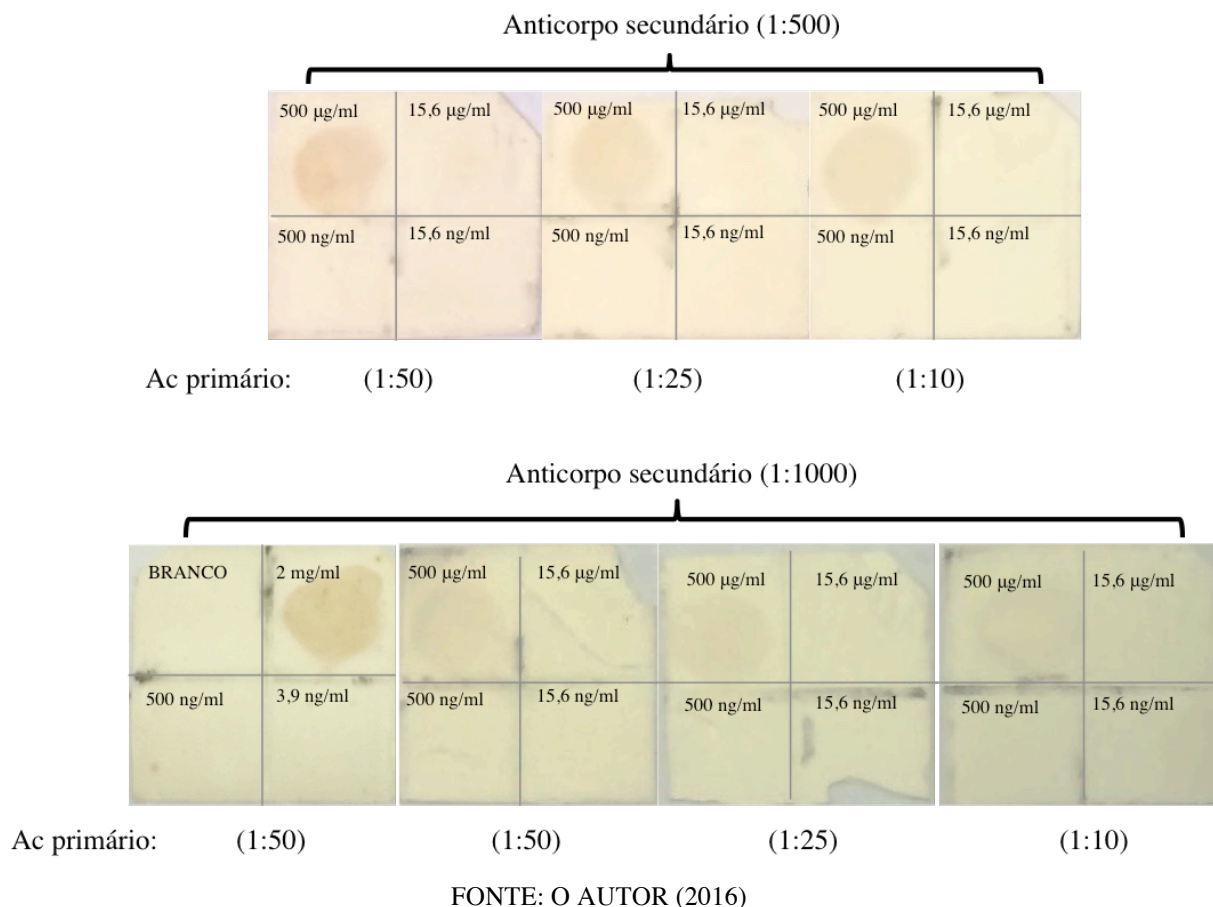 Anticorpo secundário (1:500)
500 µg/ml 15,6 µg/ml 500 µg/ml 15,6 µg/ml 500 µg/ml 15,6 µg/ml
500 ng/ml 15,6 ng/ml 500 ng/ml 15,6 ng/ml 500 ng/ml 15,6 ng/ml
Ac primário: (1:50) (1:25) (1:10)
Anticorpo secundário (1:1000)
BRANCO 2 mg/ml 500 µg/ml 15,6 µg/ml 500 µg/ml 15,6 µg/ml 500 µg/ml 15,6 µg/ml
500 ng/ml 3,9 ng/ml 500 ng/ml 15,6 ng/ml 500 ng/ml 15,6 ng/ml 500 ng/ml 15,6 ng/ml
Ac primário: (1:50) (1:50) (1:25) (1:10)
FONTE: O AUTOR (2016)